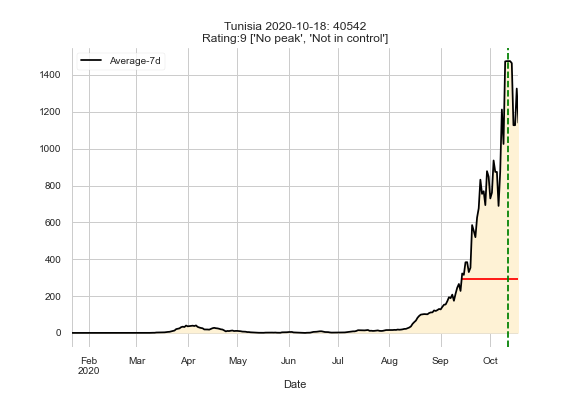 Tunisia 2020-10-18: 40542
Rating:9 ['No peak', 'Not in control']
Average-7d
1400
1200
1000
800
600
400
200
0
Feb Mar Apr May Jun Jul Aug Sep Oct
2020
Date